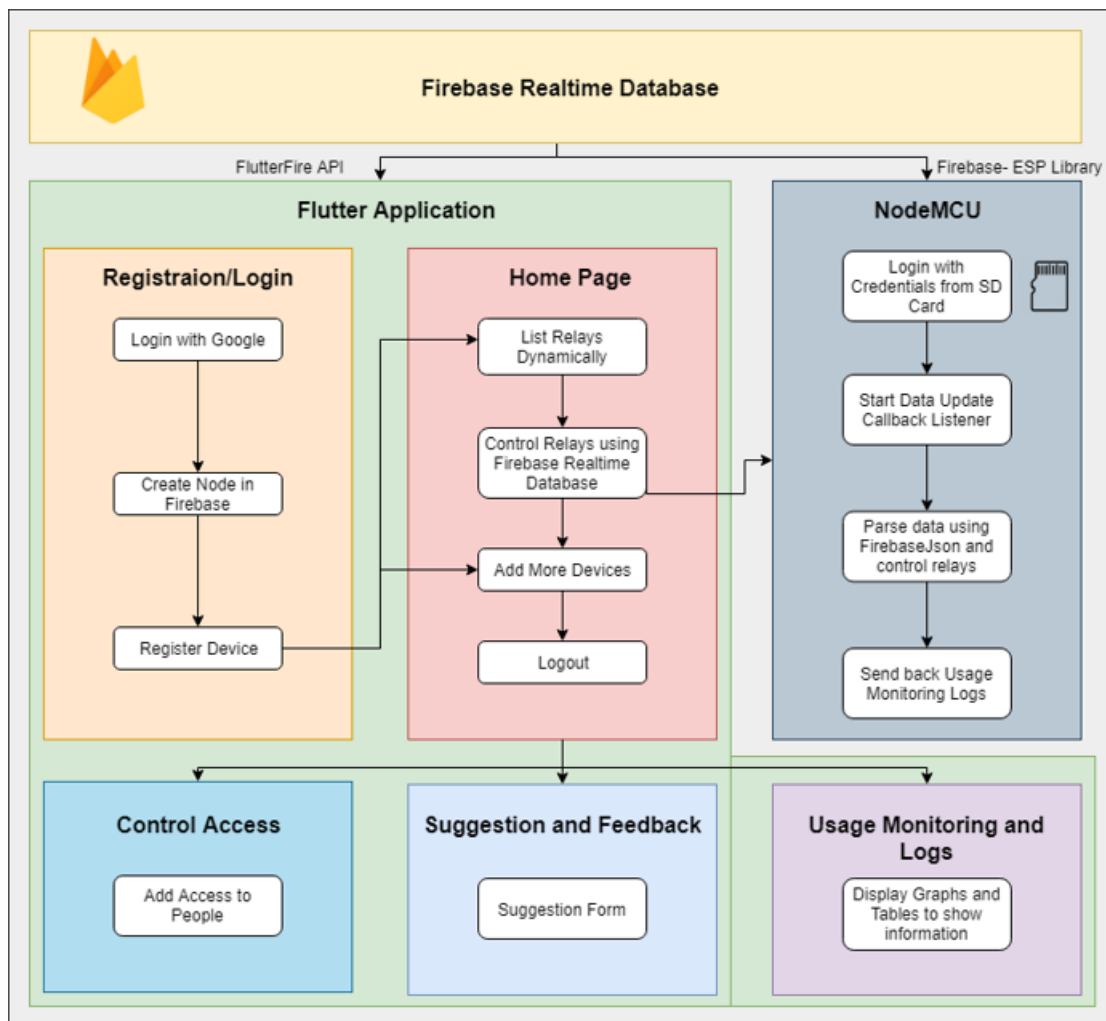 Firebase Realtime Database
FlutterFire API
Firebase- ESP Library
Flutter Application
Registraion/Login
Login with Google
Create Node in
Firebase
Register Device
Home Page
List Relays
Dynamically
Control Relays using
Firebase Realtime
Database
Add More Devices
Logout
NodeMCU
Login with
Credentials from SD
Card
Start Data Update
Callback Listener
Parse data using
FirebaseJson and
control relays
Send back Usage
Monitoring Logs
Control Access
Add Access to
People
Suggestion and Feedback
Suggestion Form
Usage Monitoring and
Logs
Display Graphs and
Tables to show
information